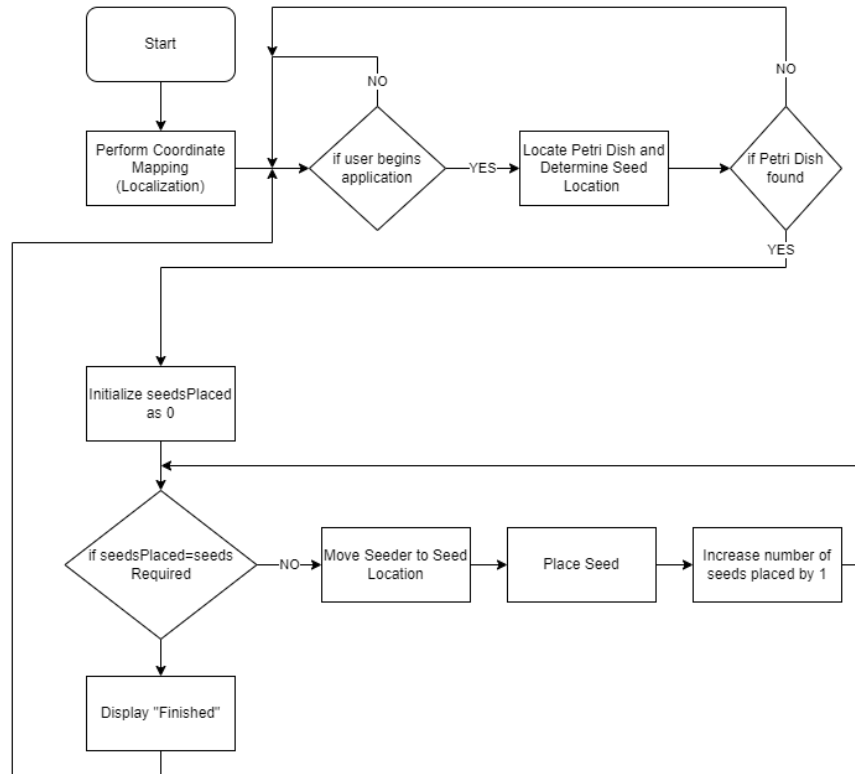 Start
NO
NO
Perform Coordinate
Mapping
(Localization)
if user begins
application
YES
Locate Petri Dish and
Determine Seed
Location
if Petri Dish
found
YES
Initialize seedsPlaced
as 0
if seedsPlaced=seeds
Required
NO
Move Seeder to Seed
Location
Place Seed
Increase number of
seeds placed by 1
Display "Finished"